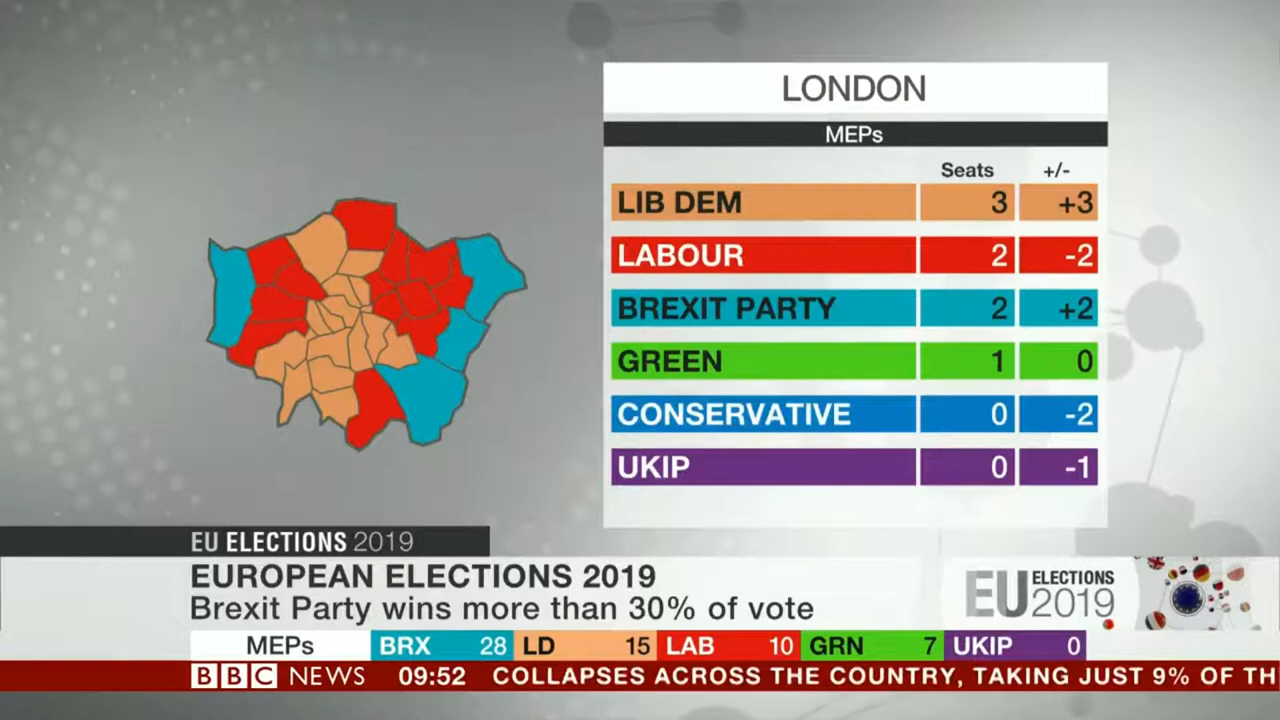 LONDON
MEPs
Seats +/-
LIB DEM 3 +3
LABOUR 2 -2
BREXIT PARTY 2 +2
GREEN 1 0
CONSERVATIVE 0 -2
UKIP 0 -1
EU ELECTIONS 2019
EUROPEAN ELECTIONS 2019
Brexit Party wins more than 30% of vote
EU ELECTIONS 2019
MEPs BRX 28 LD 15 LAB 10 GRN 7 UKIP 0
BBC NEWS 09:52 COLLAPSES ACROSS THE COUNTRY, TAKING JUST 9% OF TH